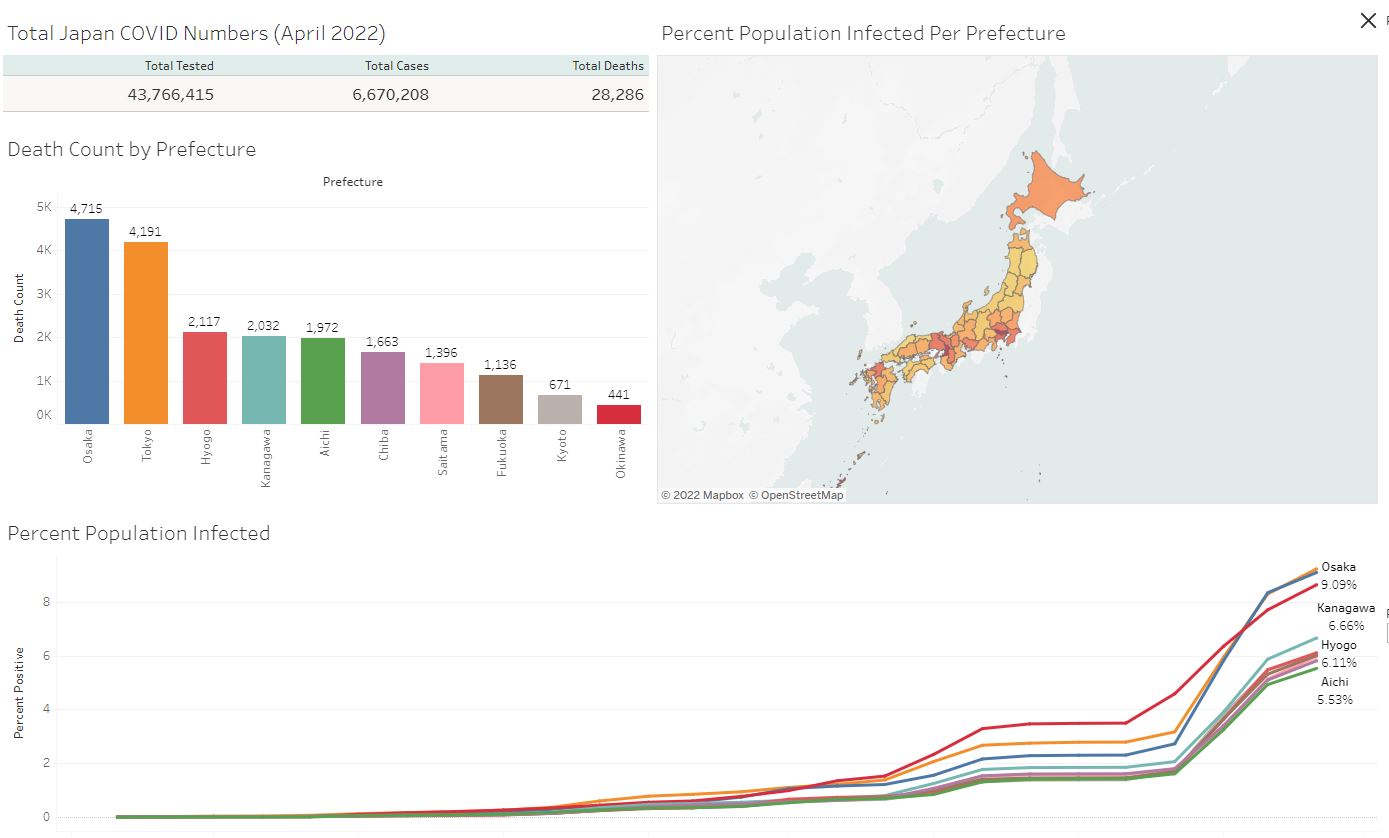 Total Japan COVID Numbers (April 2022)
Total Tested Total Cases Total Deaths
43,766,415 6,670,208 28,286
Death Count by Prefecture
Prefecture
Death Count
5K
4K
3K
2K
1K
0K
4,715
4,191
2,117
2,032
1,972
1,663
1,396
1,136
671
441
Osaka
Tokyo
Hyogo
Kanagawa
Aichi
Chiba
Saitama
Fukuoka
Kyoto
Okinawa
Percent Population Infected Per Prefecture
© 2022 Mapbox © OpenStreetMap
Percent Population Infected
Percent Positive
8
6
4
2
0
Osaka
9.09%
Kanagawa
6.66%
Hyogo
6.11%
Aichi
5.53%